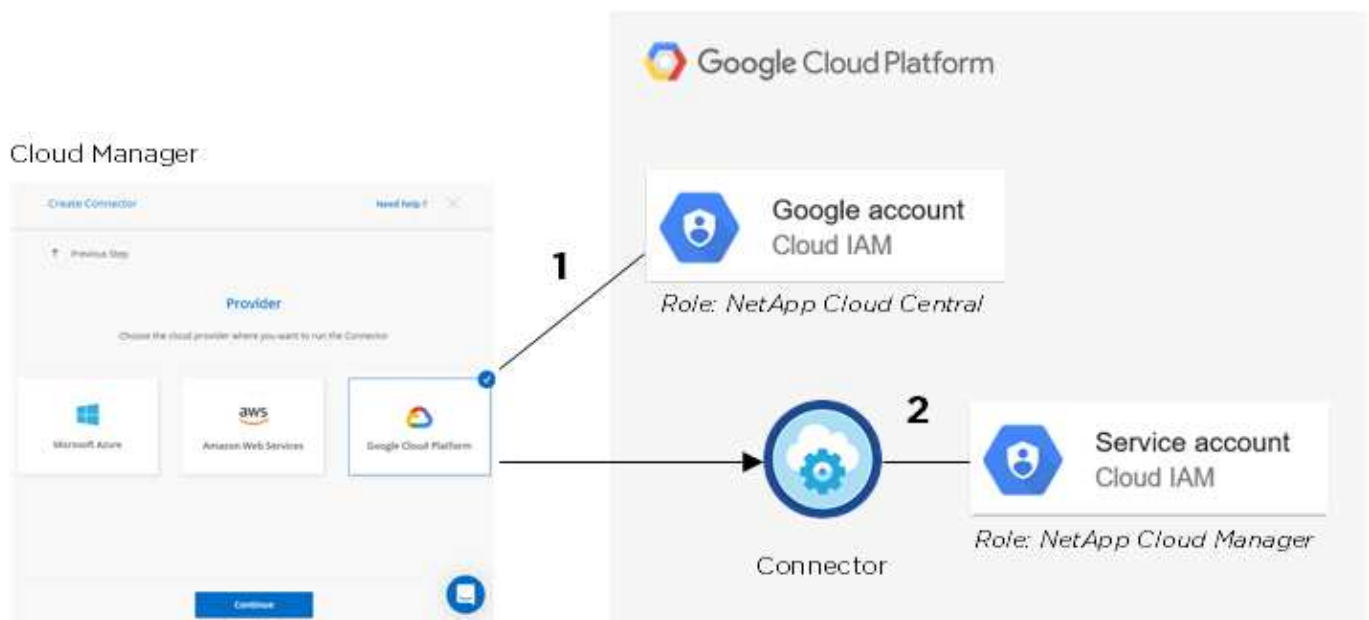 Google Cloud Platform
Cloud Manager
Create Connector
Need help ?
Previous Step
Provider
Choose the cloud provider where you want to run the Connector
Microsoft Azure
aws
Amazon Web Services
Google Cloud Platform
Continue
1
Google account
Cloud IAM
Role: NetApp Cloud Central
2
Connector
Service account
Cloud IAM
Role: NetApp Cloud Manager